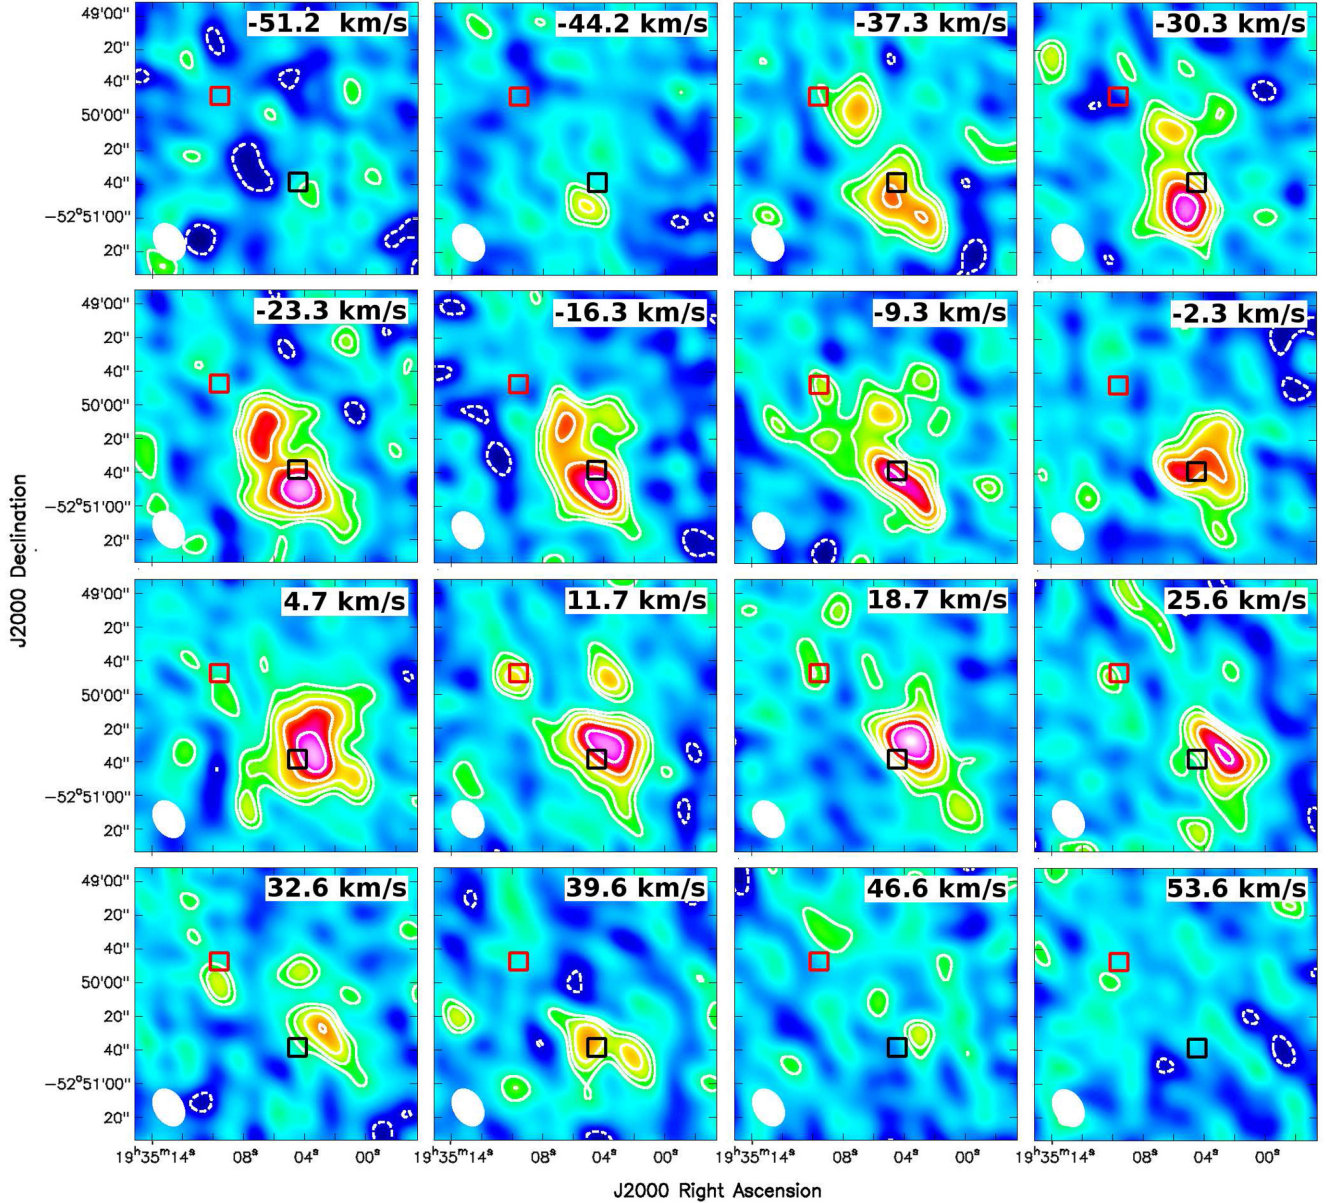 -51.2 km/s
-44.2 km/s
-37.3 km/s
-30.3 km/s
49'00"
20"
40"
50'00"
20"
40"
−52°51'00"
20"
-23.3 km/s
-16.3 km/s
-9.3 km/s
-2.3 km/s
49'00"
20"
40"
50'00"
20"
40"
−52°51'00"
20"
J2000 Declination
4.7 km/s
11.7 km/s
18.7 km/s
25.6 km/s
49'00"
20"
40"
50'00"
20"
40"
−52°51'00"
20"
32.6 km/s
39.6 km/s
46.6 km/s
53.6 km/s
49'00"
20"
40"
50'00"
20"
40"
−52°51'00"
20"
19ʰ35ᵐ14ˢ 08ˢ 04ˢ 00ˢ 19ʰ35ᵐ14ˢ 08ˢ 04ˢ 00ˢ 19ʰ35ᵐ14ˢ 08ˢ 04ˢ 00ˢ 19ʰ35ᵐ14ˢ 08ˢ 04ˢ 00ˢ
J2000 Right Ascension